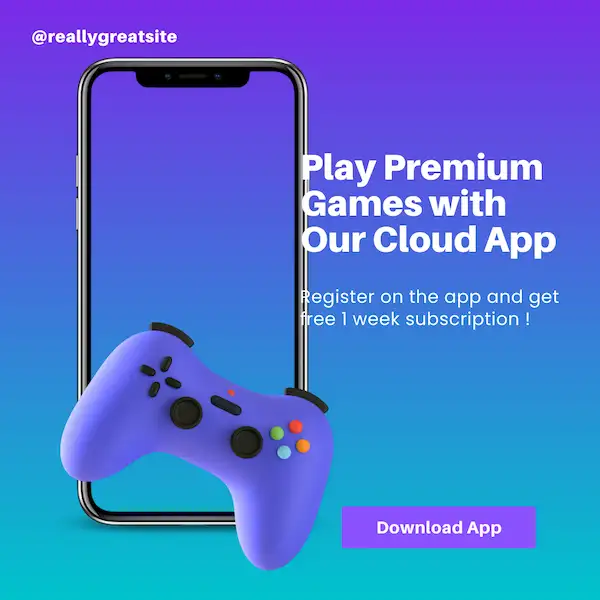 @reallygreatsite
Play Premium
Games with
Our Cloud App
Register on the app and get
free 1 week subscription !
Download App